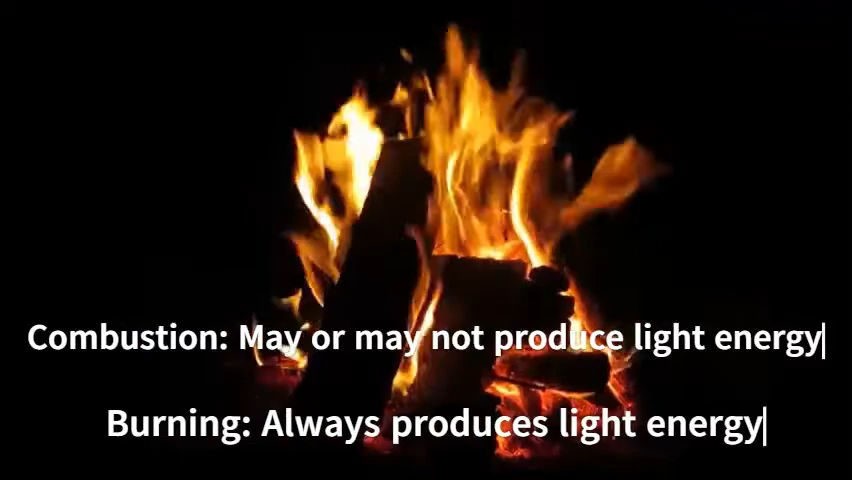 Combustion: May or may not produce light energy
Burning: Always produces light energy